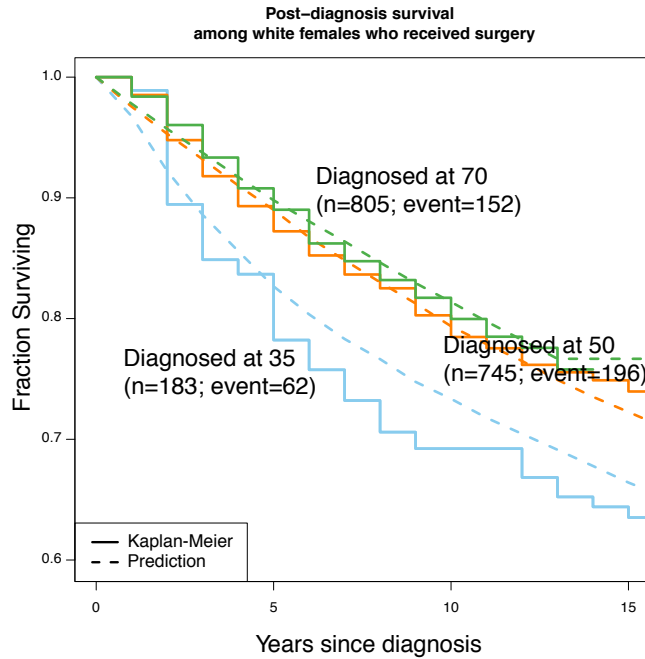 Post−diagnosis survival
among white females who received surgery
Fraction Surviving
1.0
0.9
0.8
0.7
0.6
Diagnosed at 70
(n=805; event=152)
Diagnosed at 50
(n=745; event=196)
Diagnosed at 35
(n=183; event=62)
Kaplan-Meier
Prediction
0 5 10 15
Years since diagnosis